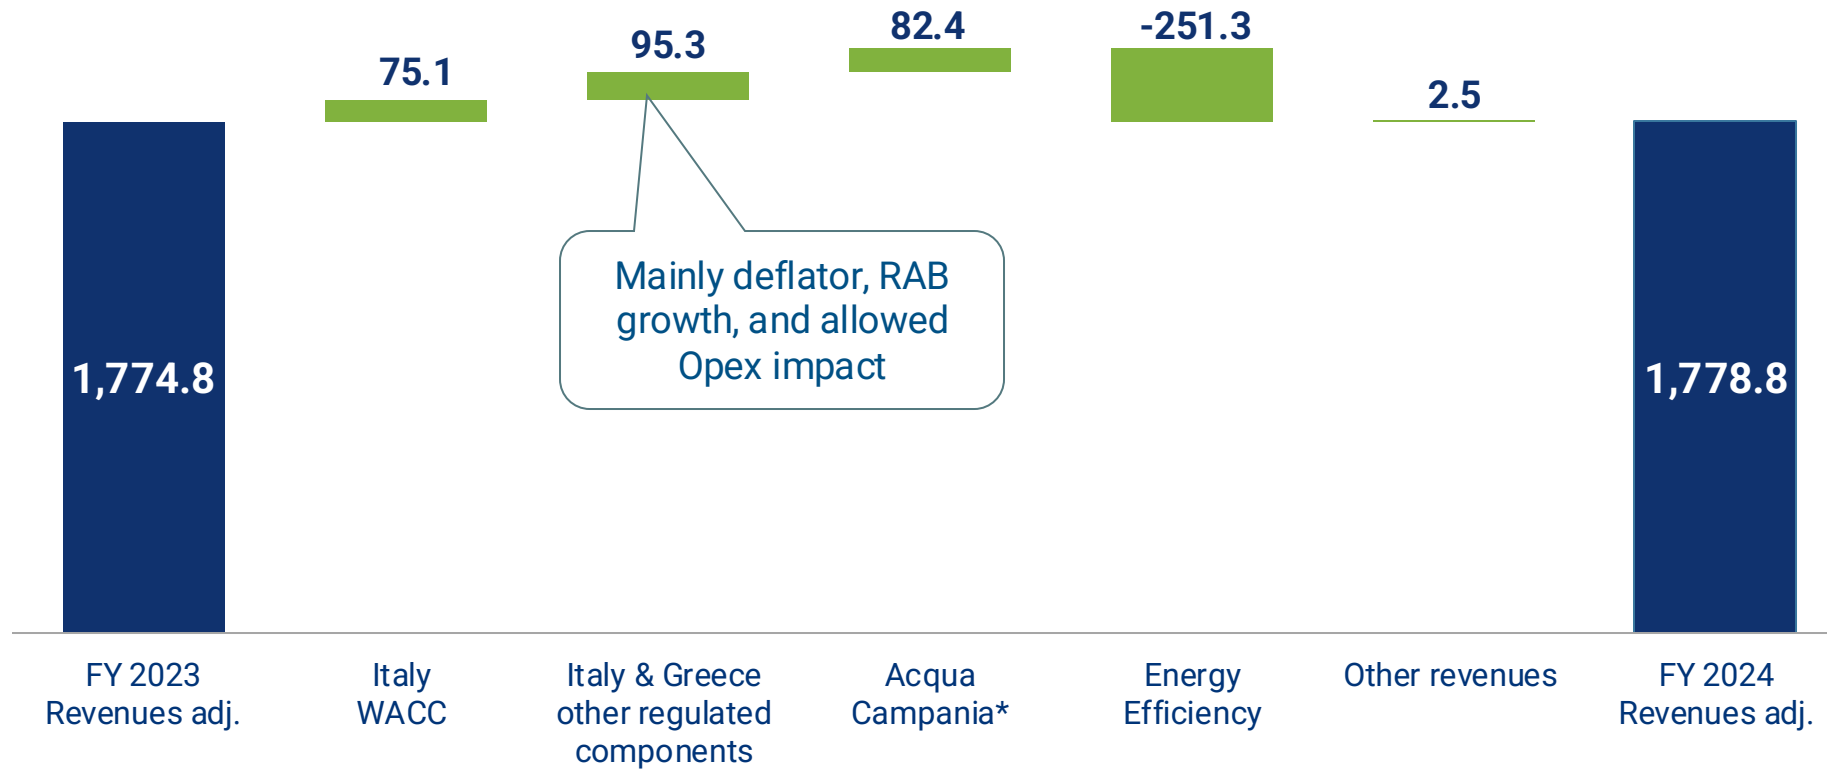 75.1
95.3
82.4
-251.3
2.5
1,774.8
Mainly deflator, RAB
growth, and allowed
Opex impact
1,778.8
FY 2023
Revenues adj.
Italy
WACC
Italy & Greece
other regulated
components
Acqua
Campania*
Energy
Efficiency
Other revenues
FY 2024
Revenues adj.